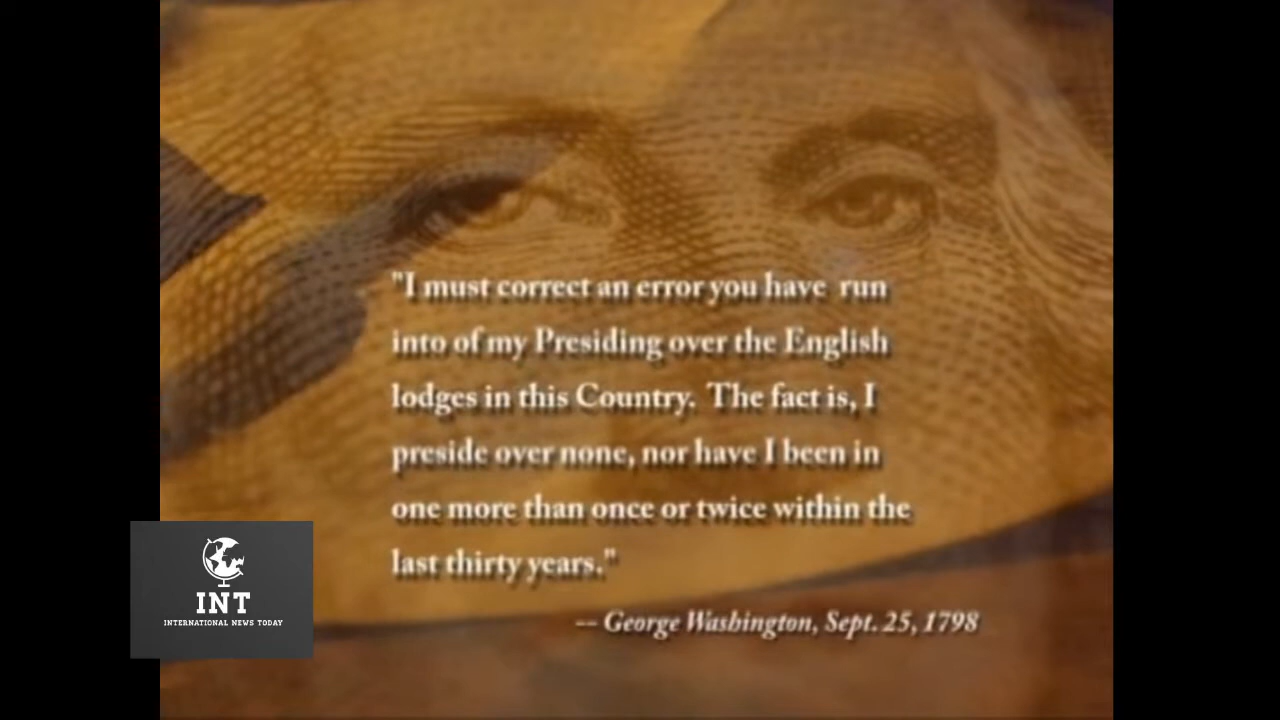 "I must correct an error you have run
into of my Presiding over the English
lodges in this Country. The fact is, I
preside over none, nor have I been in
one more than once or twice within the
last thirty years."
-- George Washington, Sept. 25, 1798
INT
INTERNATIONAL NEWS TODAY